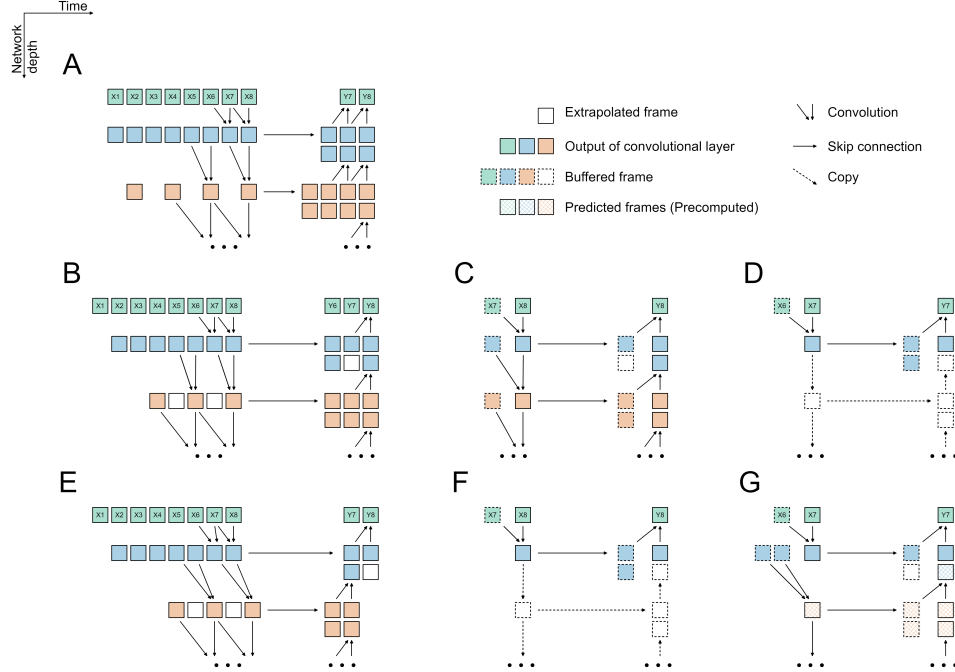 Time
Network
depth
A
X1 X2 X3 X4 X5 X6 X7 X8 Y7 Y8
Extrapolated frame
Output of convolutional layer
Buffered frame
Predicted frames (Precomputed)
Convolution
Skip connection
Copy
B
X1 X2 X3 X4 X5 X6 X7 X8 Y6 Y7 Y8
C
X7 X8 Y8
D
X6 X7 Y7
E
X1 X2 X3 X4 X5 X6 X7 X8 Y7 Y8
F
X7 X8 Y8
G
X6 X7 Y7